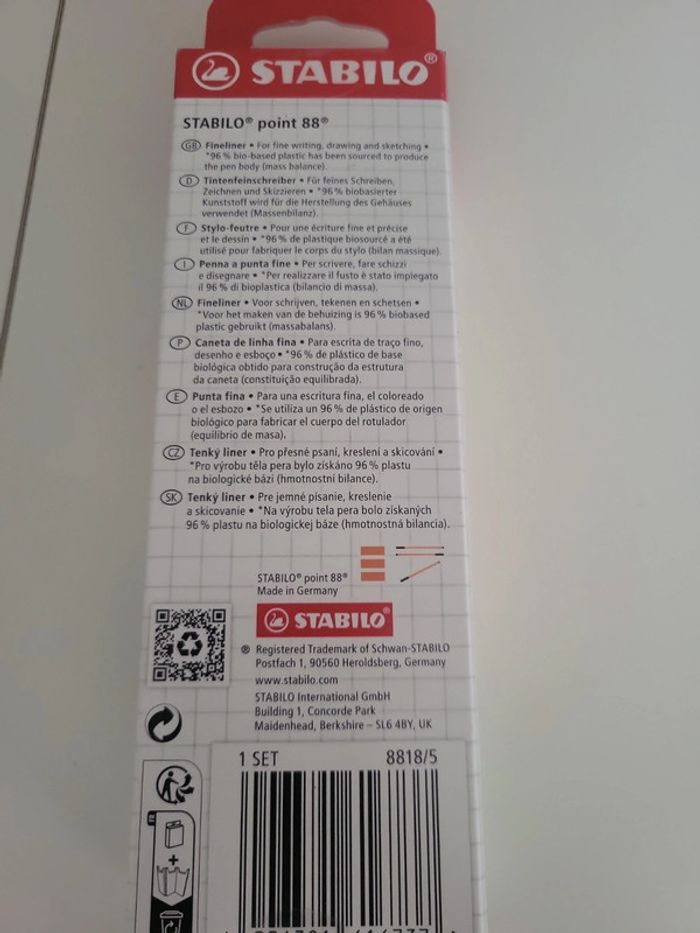 STABILO®
STABILO® point 88®
GB Fineliner • For fine writing, drawing and sketching •
*96 % bio-based plastic has been sourced to produce
the pen body (mass balance).
D Tintenfeinschreiber • Für feines Schreiben,
Zeichnen und Skizzieren • *96 % biobasierter
Kunststoff wird für die Herstellung des Gehäuses
verwendet (Massenbilanz).
F Stylo-feutre • Pour une écriture fine et précise
et le dessin • *96 % de plastique biosourcé a été
utilisé pour fabriquer le corps du stylo (bilan massique).
I Penna a punta fine • Per scrivere, fare schizzi
e disegnare • *Per realizzare il fusto è stato impiegato
il 96 % di bioplastica (bilancio di massa).
NL Fineliner • Voor schrijven, tekenen en schetsen •
*Voor het maken van de behuizing is 96 % biobased
plastic gebruikt (massabalans).
P Caneta de linha fina • Para escrita de traço fino,
desenho e esboço • *96 % de plástico de base
biológica obtido para construção da estrutura
da caneta (constituição equilibrada).
E Punta fina • Para una escritura fina, el coloreado
o el esbozo • *Se utiliza un 96 % de plástico de origen
biológico para fabricar el cuerpo del rotulador
(equilibrio de masa).
CZ Tenký liner • Pro přesné psaní, kreslení a skicování •
*Pro výrobu těla pera bylo získáno 96 % plastu
na biologické bázi (hmotnostní bilance).
SK Tenký liner • Pre jemné písanie, kreslenie
a skicovanie • *Na výrobu tela pera bolo získaných
96 % plastu na biologickej báze (hmotnostná bilancia).
STABILO® point 88®
Made in Germany
STABILO®
® Registered Trademark of Schwan-STABILO
Postfach 1, 90560 Heroldsberg, Germany
www.stabilo.com
STABILO International GmbH
Building 1, Concorde Park
Maidenhead, Berkshire – SL6 4BY, UK
1 SET 8818/5
FR
+